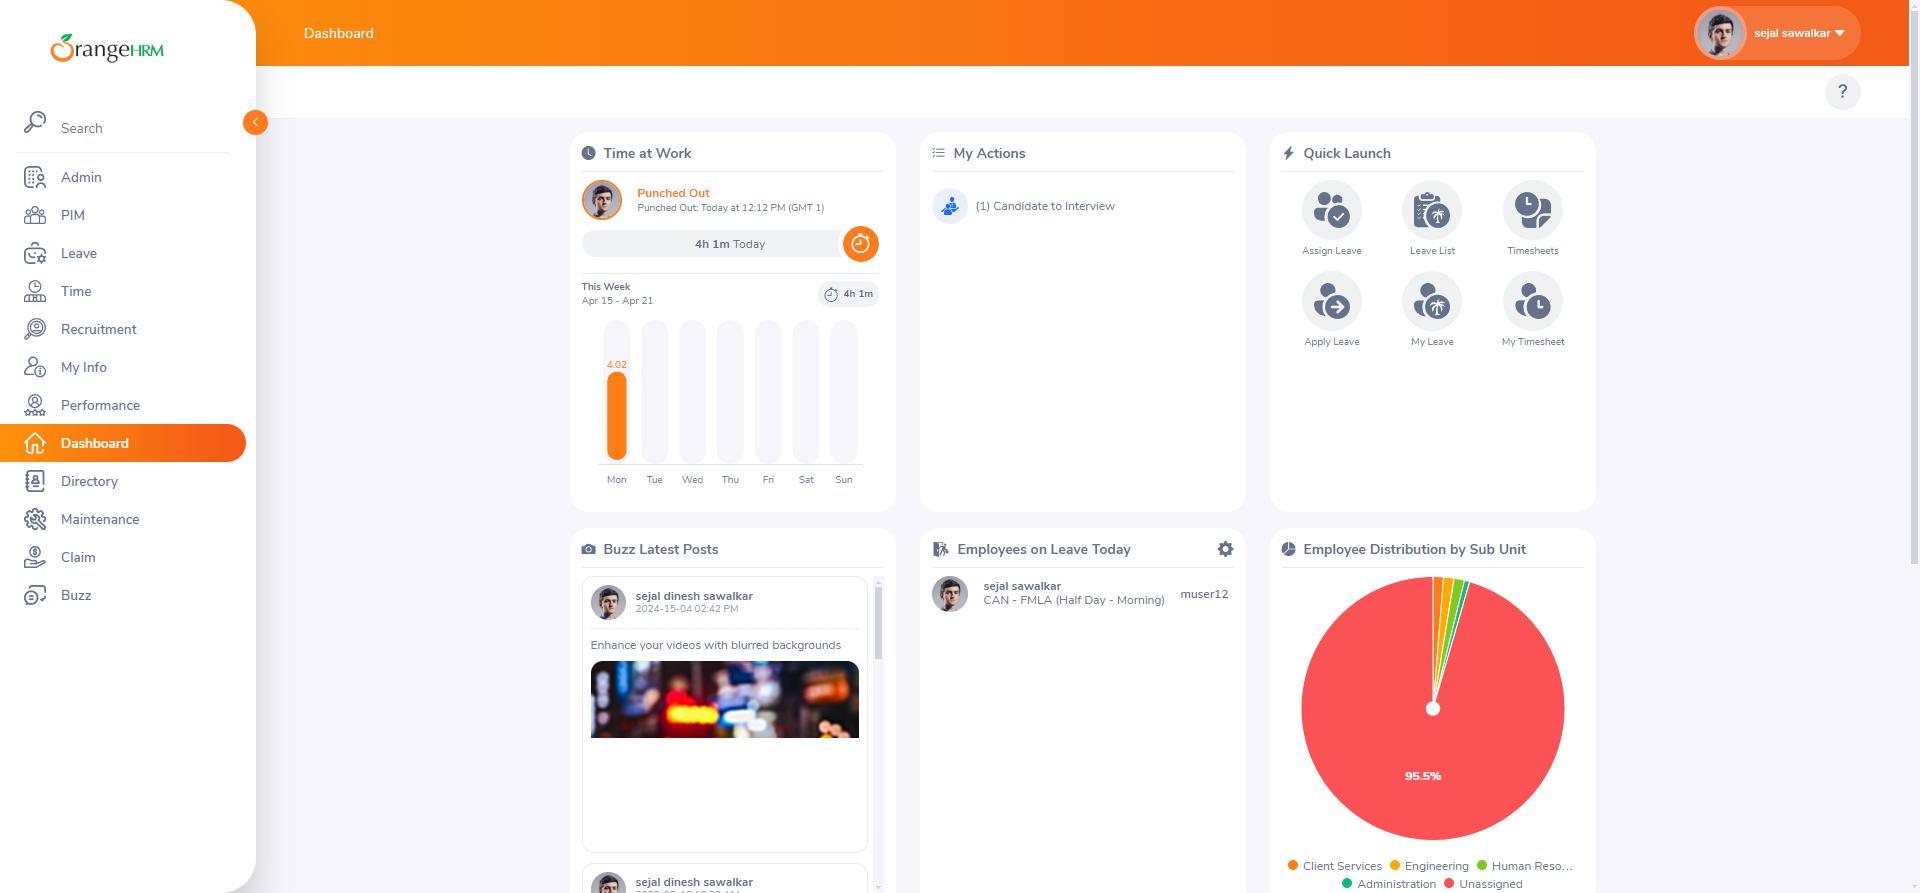 OrangeHRM
Search
Admin
PIM
Leave
Time
Recruitment
My Info
Performance
Dashboard
Directory
Maintenance
Claim
Buzz
Dashboard
sejal sawalkar
?
Time at Work
Punched Out
Punched Out: Today at 12:12 PM (GMT 1)
4h 1m Today
This Week
Apr 15 - Apr 21
4h 1m
4.02
Mon Tue Wed Thu Fri Sat Sun
My Actions
(1) Candidate to Interview
Quick Launch
Assign Leave Leave List Timesheets
Apply Leave My Leave My Timesheet
Buzz Latest Posts
sejal dinesh sawalkar
2024-15-04 02:42 PM
Enhance your videos with blurred backgrounds
sejal dinesh sawalkar
Employees on Leave Today
sejal sawalkar
CAN - FMLA (Half Day - Morning) muser12
Employee Distribution by Sub Unit
95.5%
Client Services Engineering Human Reso...
Administration Unassigned